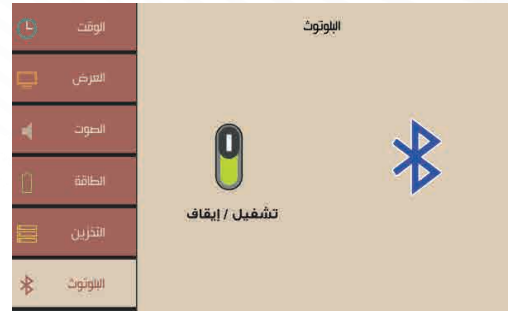 البلوتوث
تشغيل / إيقاف
الوقت
العرض
الصوت
الطاقة
التخزين
البلوتوث